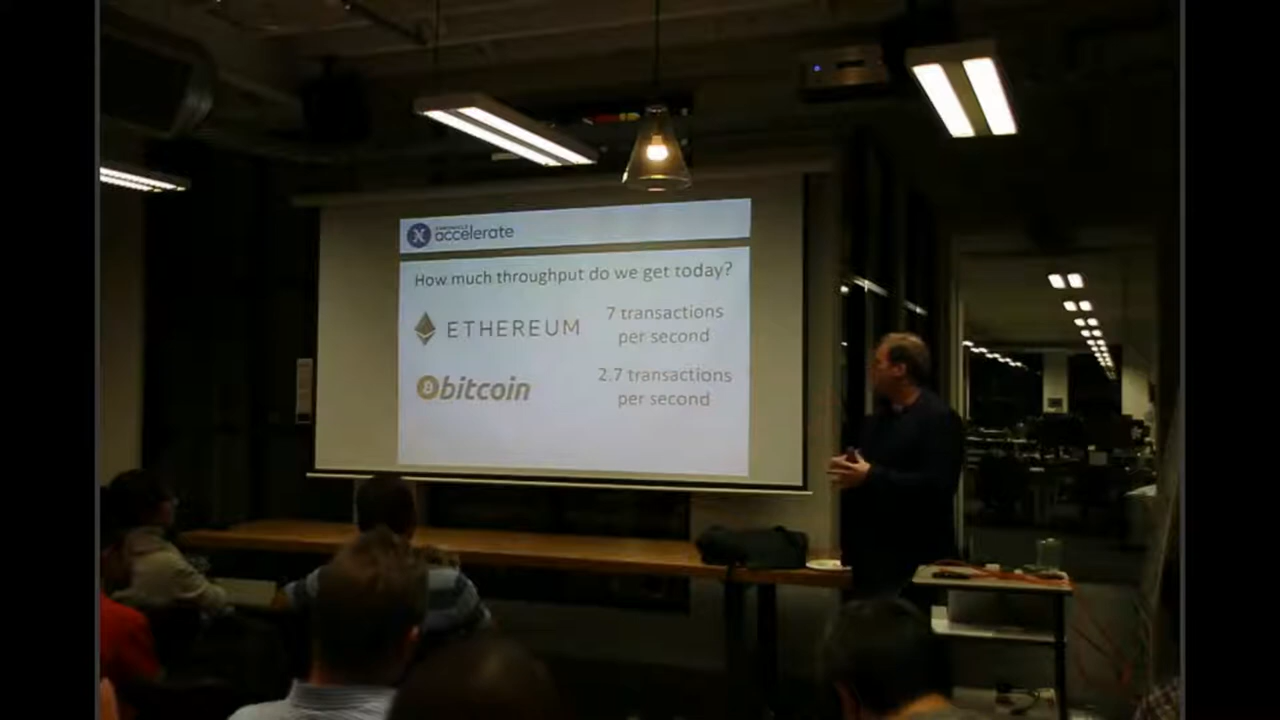 accelerate
How much throughput do we get today?
ETHEREUM
7 transactions
per second
bitcoin
2.7 transactions
per second